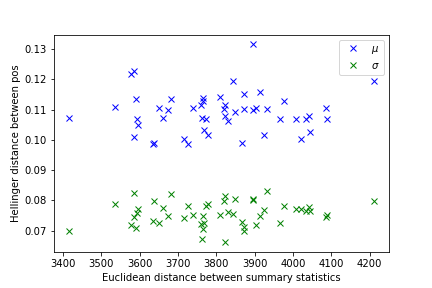 0.13
0.12
0.11
0.10
0.09
0.08
0.07
Hellinger distance between pos
μ
σ
3400 3500 3600 3700 3800 3900 4000 4100 4200
Euclidean distance between summary statistics